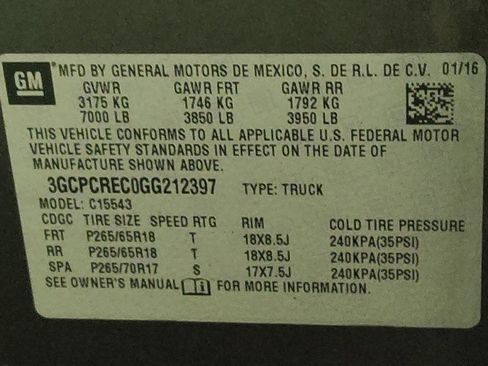 GM MFD BY GENERAL MOTORS DE MEXICO, S. DE R.L. DE C.V. 01/16
GVWR GAWR FRT GAWR RR
3175 KG 1746 KG 1792 KG
7000 LB 3850 LB 3950 LB
THIS VEHICLE CONFORMS TO ALL APPLICABLE U.S. FEDERAL MOTOR
VEHICLE SAFETY STANDARDS IN EFFECT ON THE DATE OF
MANUFACTURE SHOWN ABOVE.
3GCPCREC0GG212397 TYPE: TRUCK
MODEL: C15543
CDGC TIRE SIZE SPEED RTG RIM COLD TIRE PRESSURE
FRT P265/65R18 T 18X8.5J 240KPA(35PSI)
RR P265/65R18 T 18X8.5J 240KPA(35PSI)
SPA P265/70R17 S 17X7.5J 240KPA(35PSI)
SEE OWNER'S MANUAL FOR MORE INFORMATION.